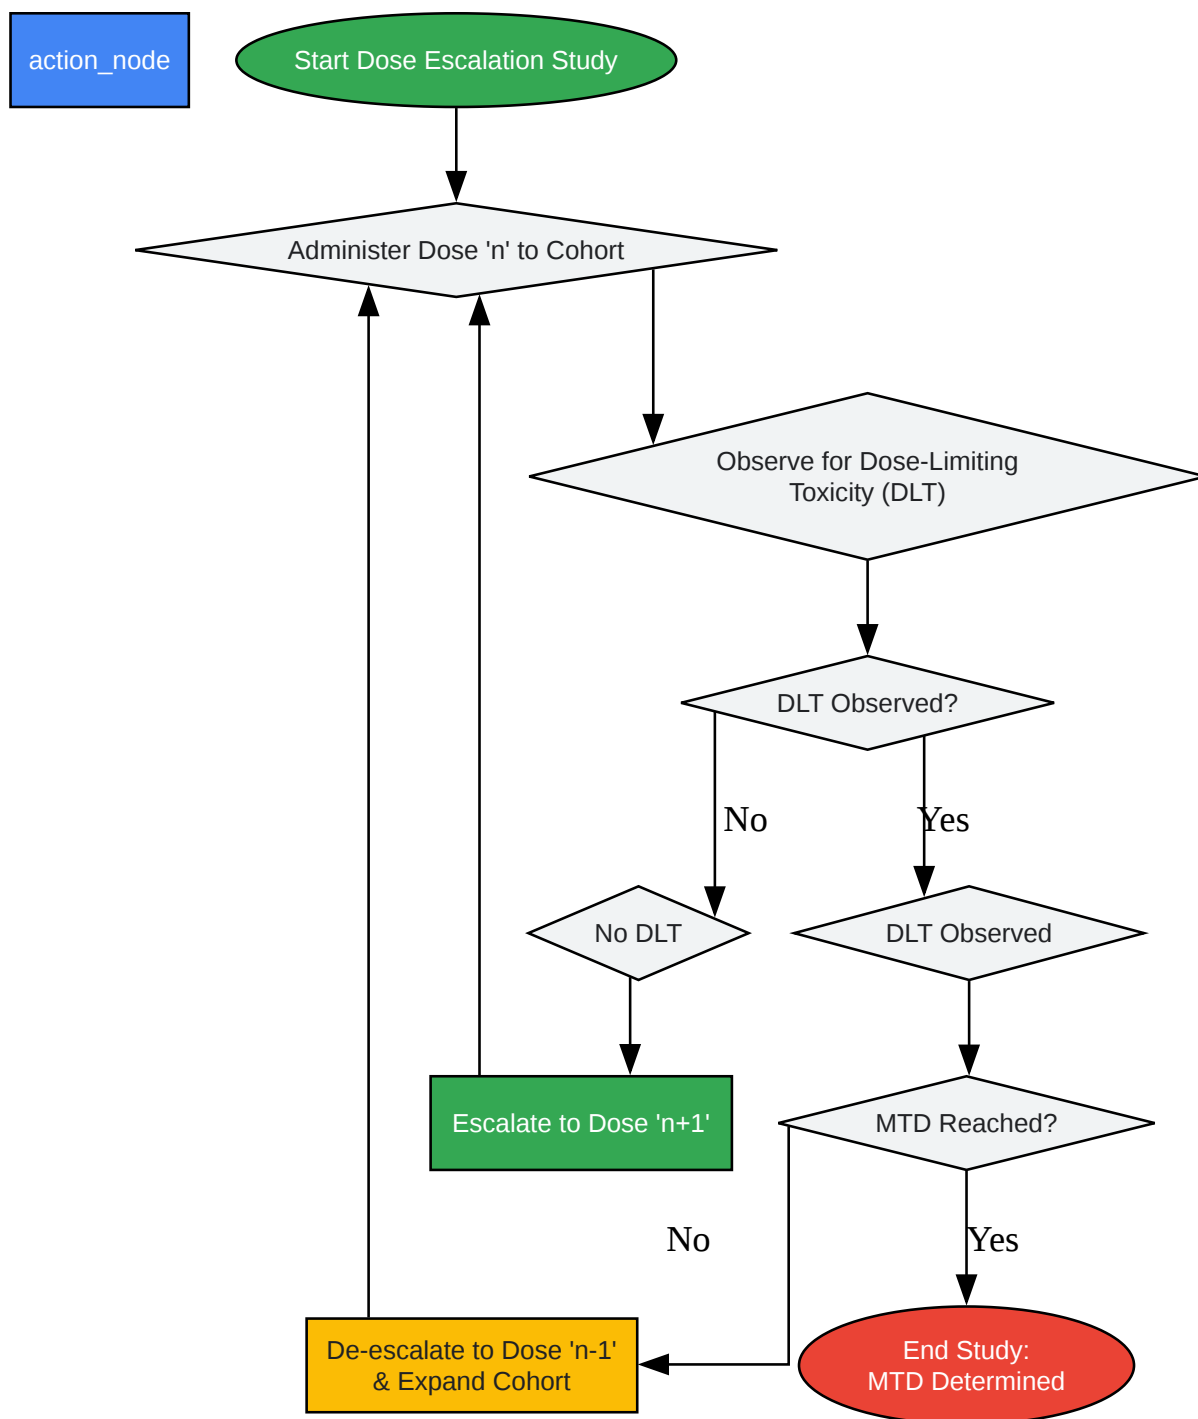 action_node
Start Dose Escalation Study
Administer Dose 'n' to Cohort
Observe for Dose-Limiting
Toxicity (DLT)
DLT Observed?
No
Yes
No DLT
DLT Observed
Escalate to Dose 'n+1'
MTD Reached?
No
Yes
De-escalate to Dose 'n-1'
& Expand Cohort
End Study:
MTD Determined